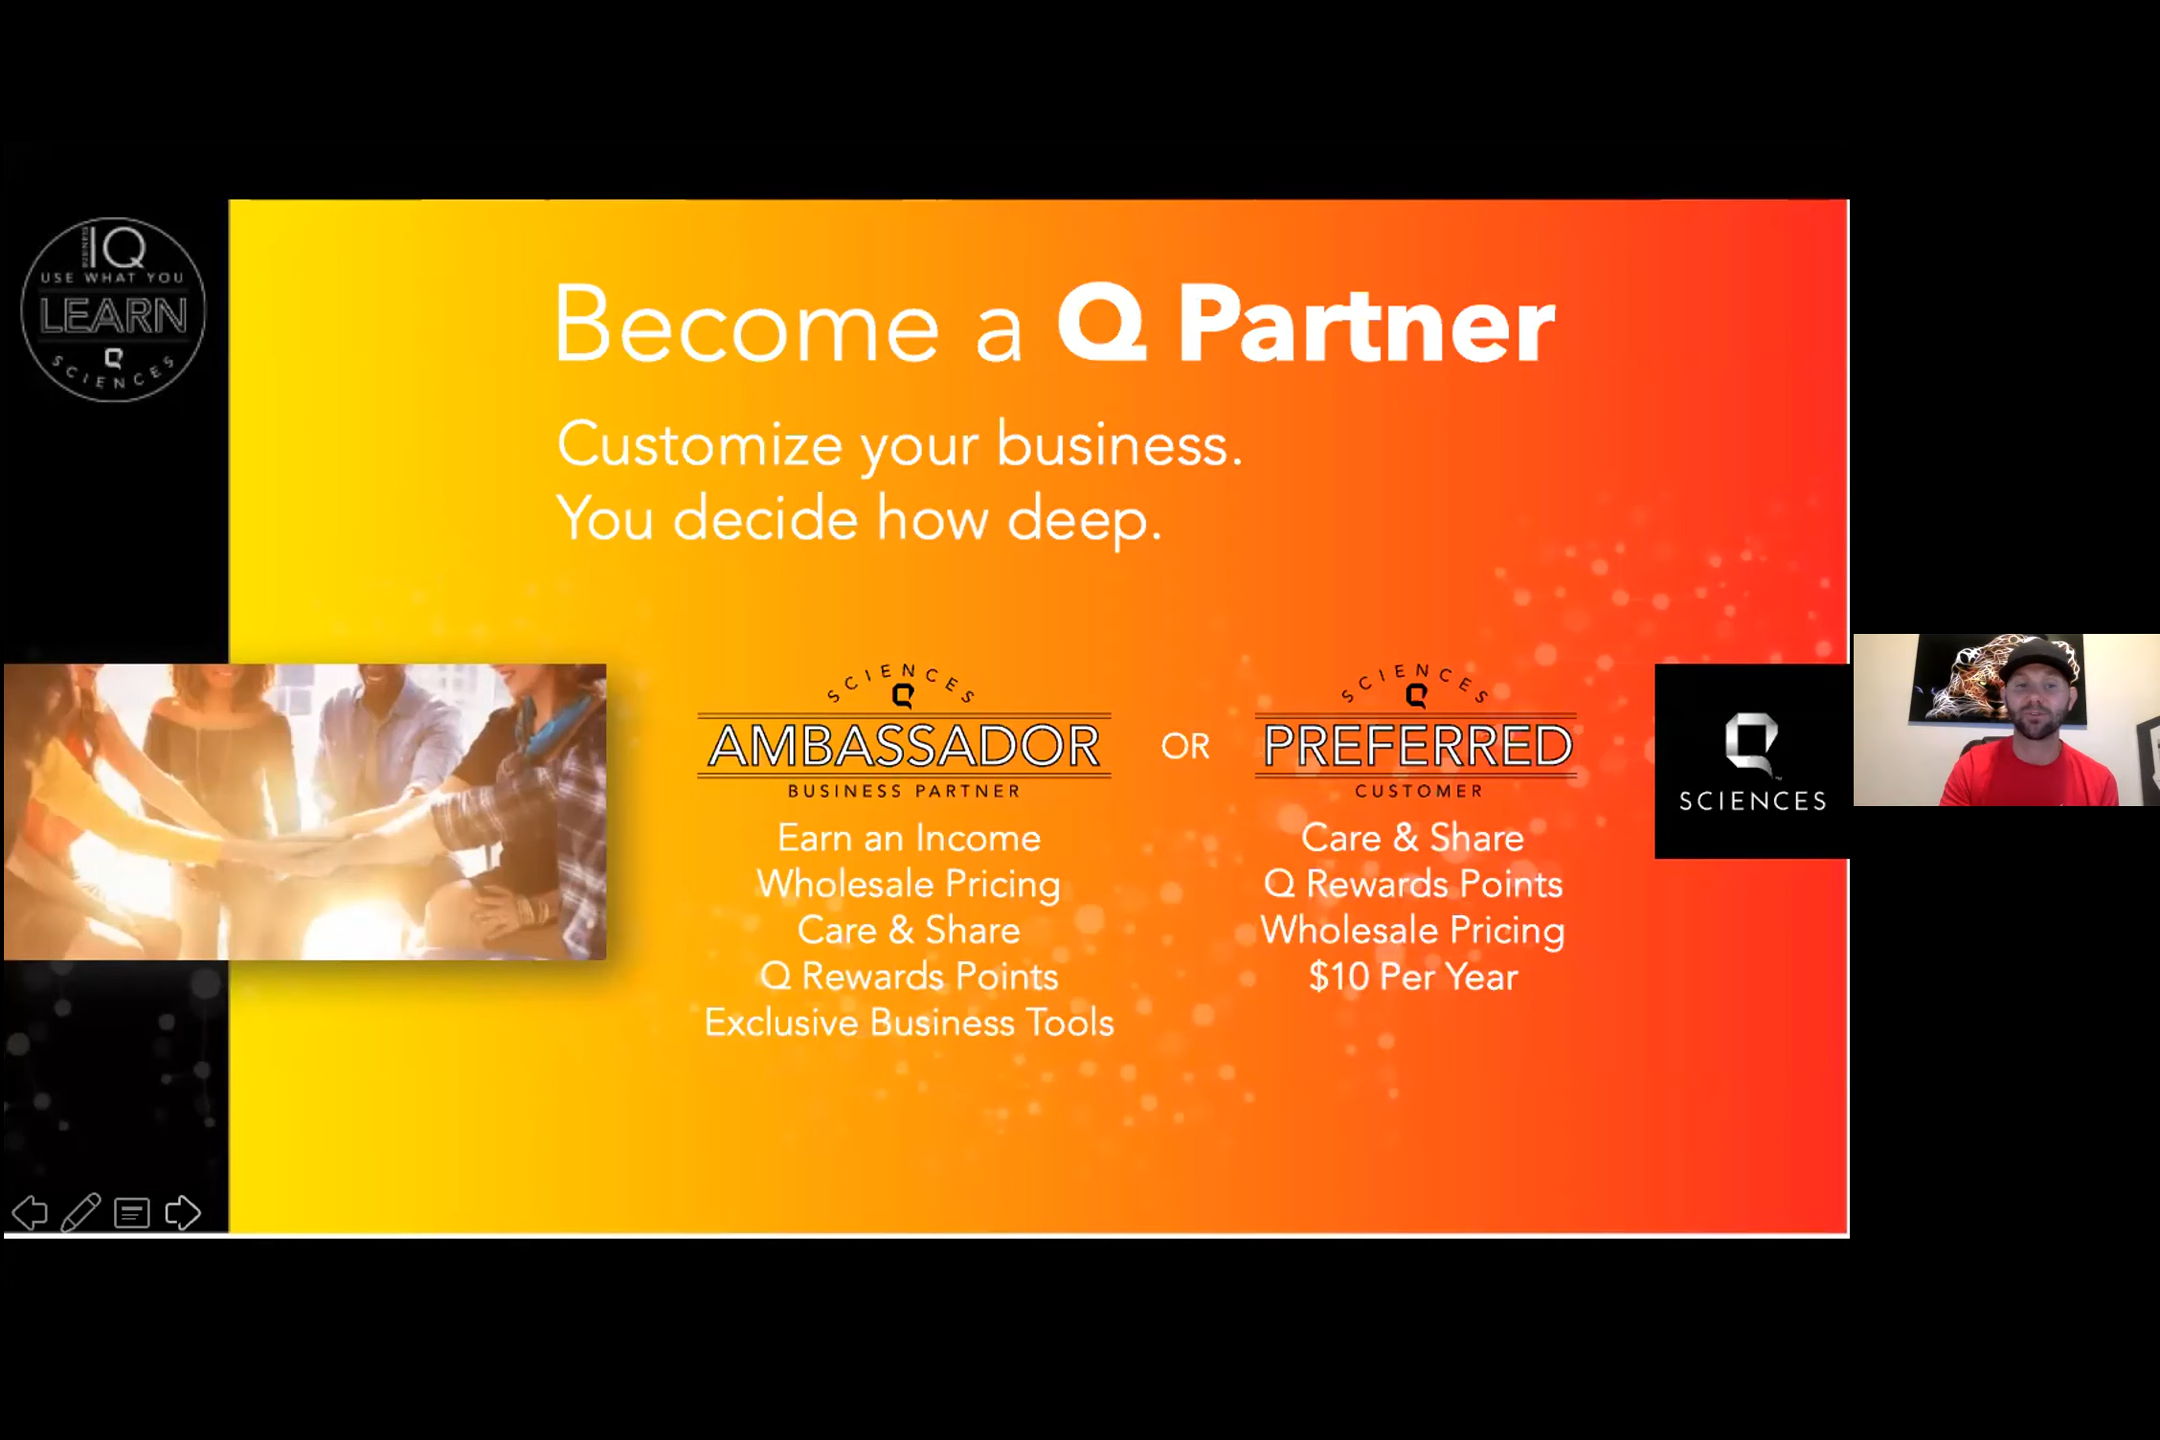 IQ
USE WHAT YOU
LEARN
Q
SCIENCES
Become a Q Partner
Customize your business.
You decide how deep.
SCIENCES
Q
AMBASSADOR
BUSINESS PARTNER
Earn an Income
Wholesale Pricing
Care & Share
Q Rewards Points
Exclusive Business Tools
OR
SCIENCES
Q
PREFERRED
CUSTOMER
Care & Share
Q Rewards Points
Wholesale Pricing
$10 Per Year
Q
SCIENCES